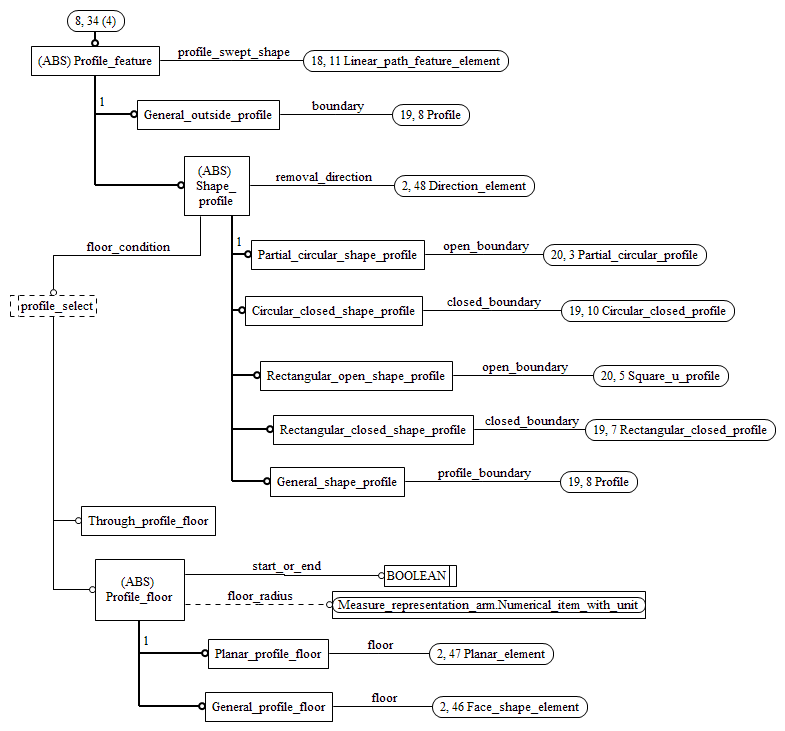 8, 34 (4)
(ABS) Profile_feature
profile_swept_shape
18, 11 Linear_path_feature_element
1
General_outside_profile
boundary
19, 8 Profile
(ABS)
Shape_
profile
removal_direction
2, 48 Direction_element
floor_condition
1
Partial_circular_shape_profile
open_boundary
20, 3 Partial_circular_profile
profile_select
Circular_closed_shape_profile
closed_boundary
19, 10 Circular_closed_profile
Rectangular_open_shape_profile
open_boundary
20, 5 Square_u_profile
Rectangular_closed_shape_profile
closed_boundary
19, 7 Rectangular_closed_profile
General_shape_profile
profile_boundary
19, 8 Profile
Through_profile_floor
(ABS)
Profile_floor
start_or_end
BOOLEAN
floor_radius
Measure_representation_arm.Numerical_item_with_unit
1
Planar_profile_floor
floor
2, 47 Planar_element
General_profile_floor
floor
2, 46 Face_shape_element